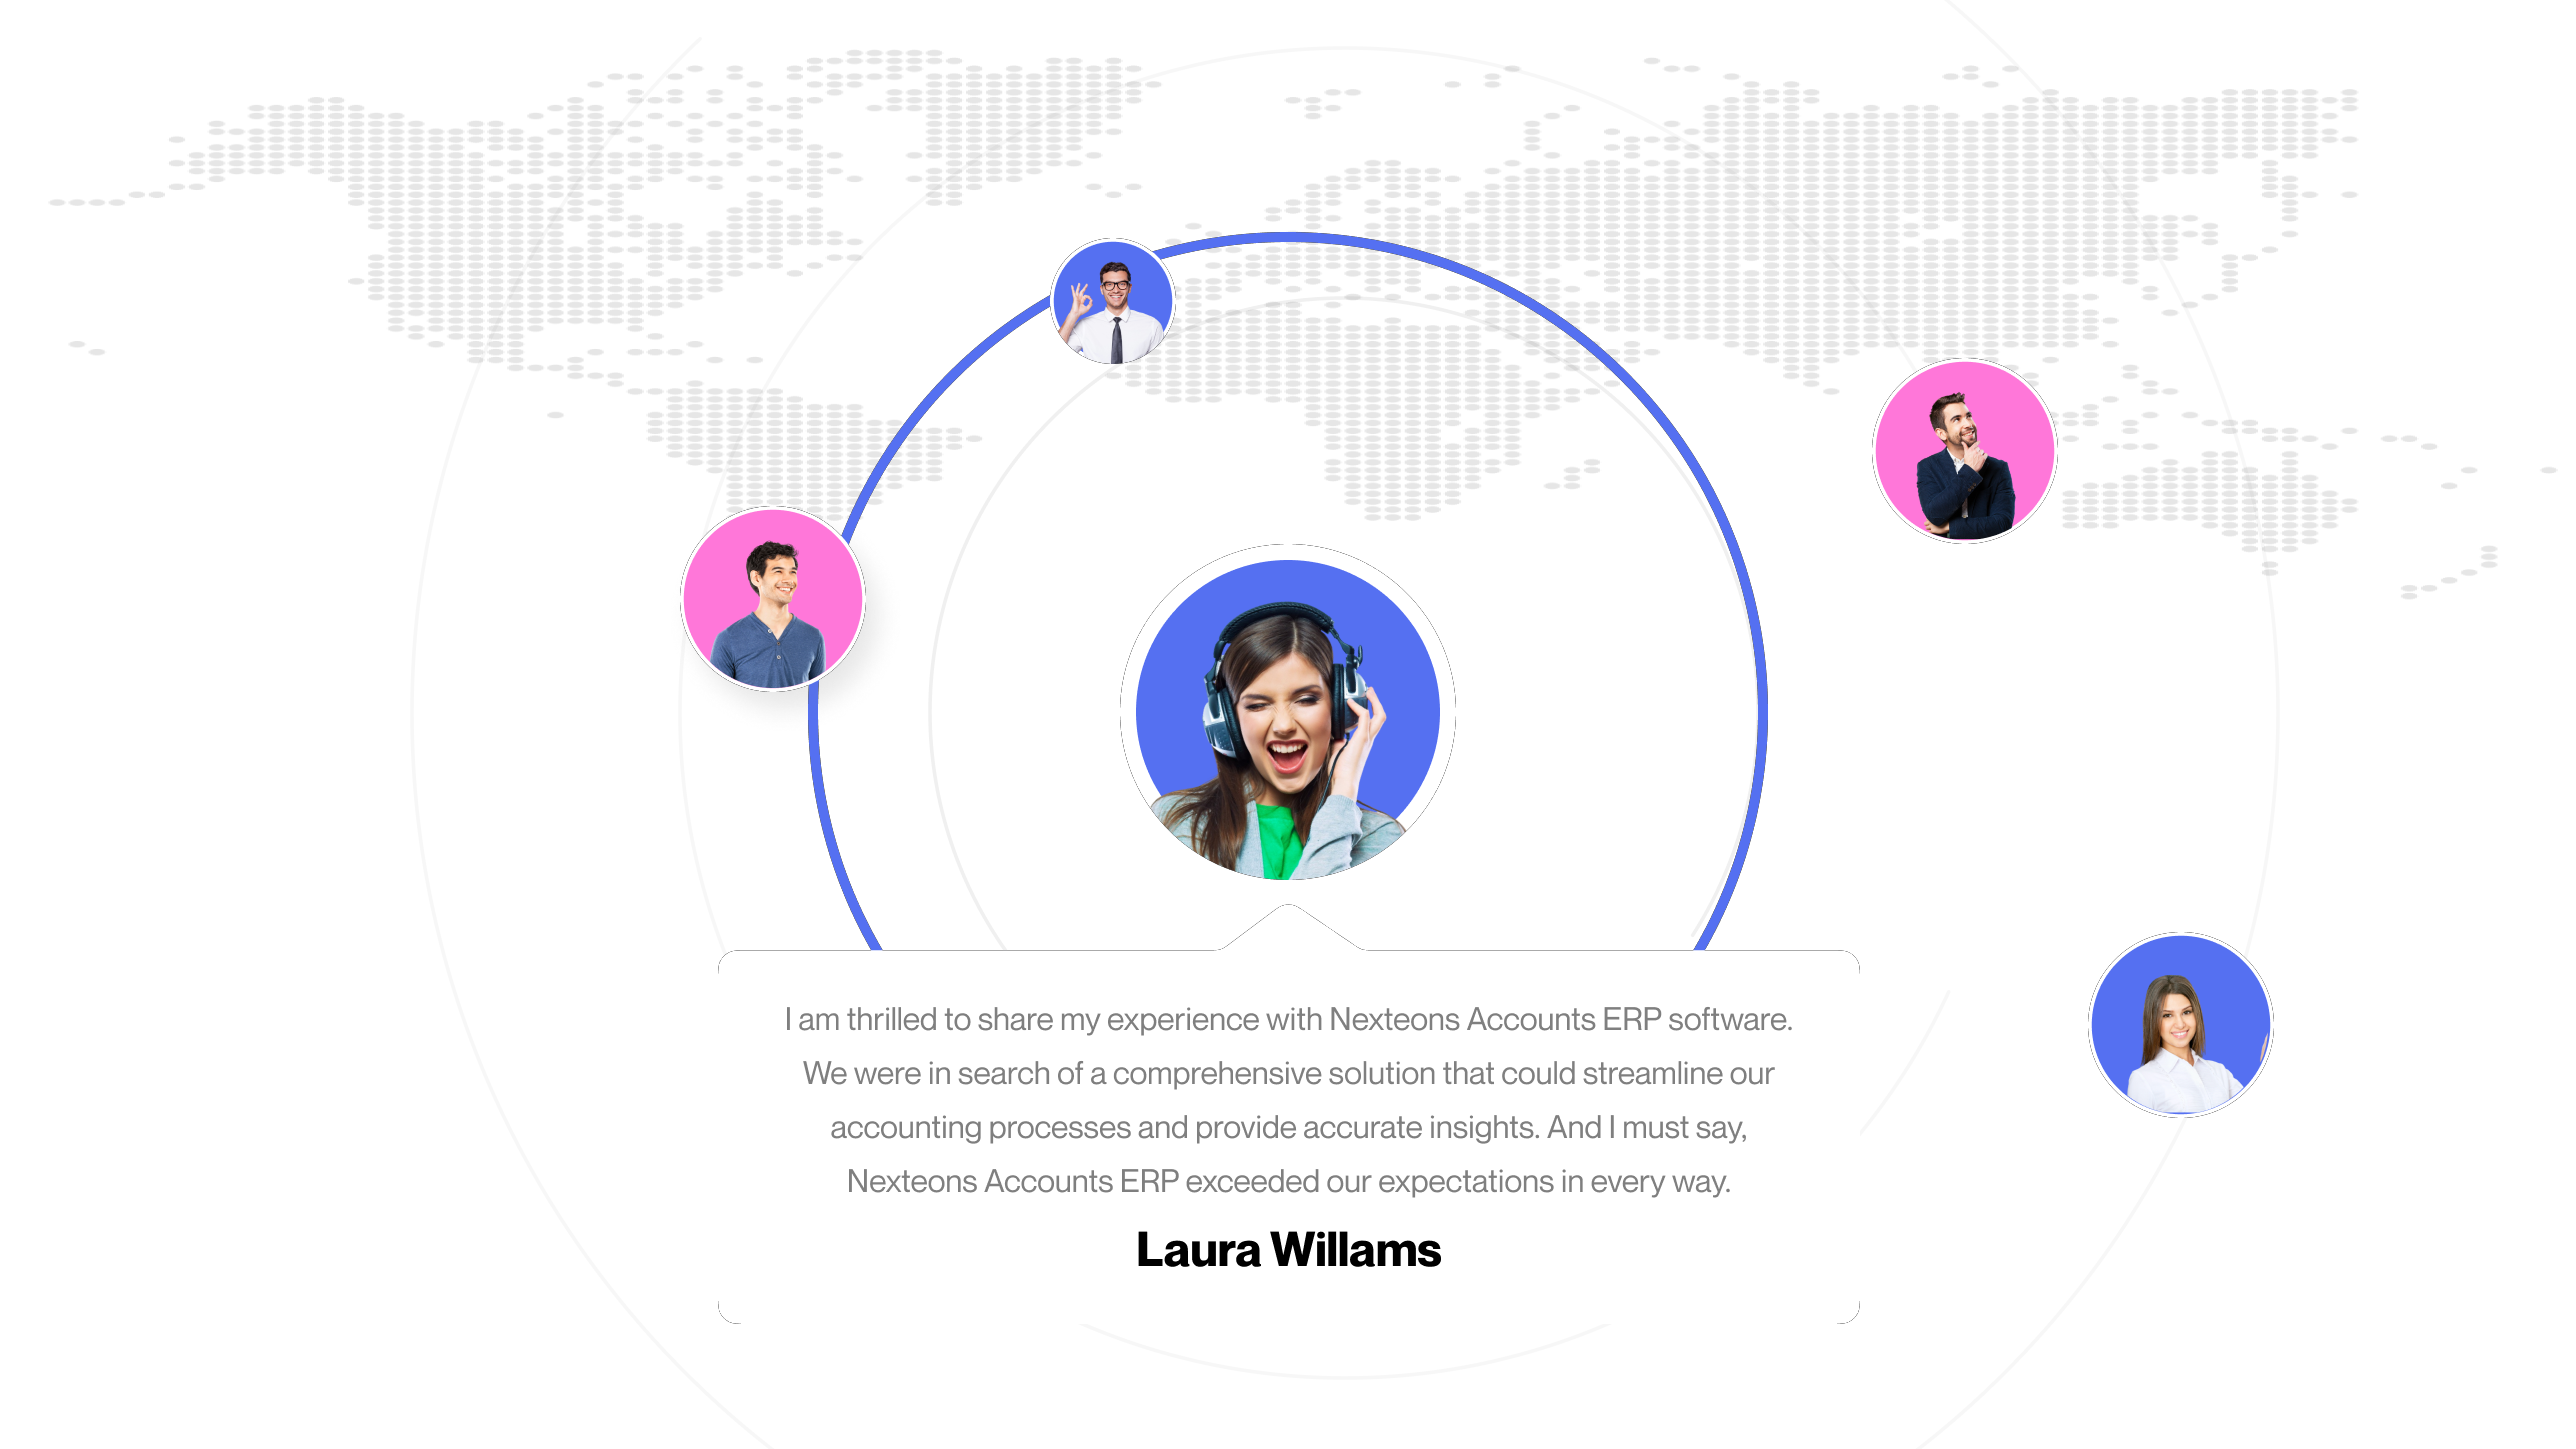 I am thrilled to share my experience with Nexteons Accounts ERP software.
We were in search of a comprehensive solution that could streamline our
accounting processes and provide accurate insights. And I must say,
Nexteons Accounts ERP exceeded our expectations in every way.
Laura Willams